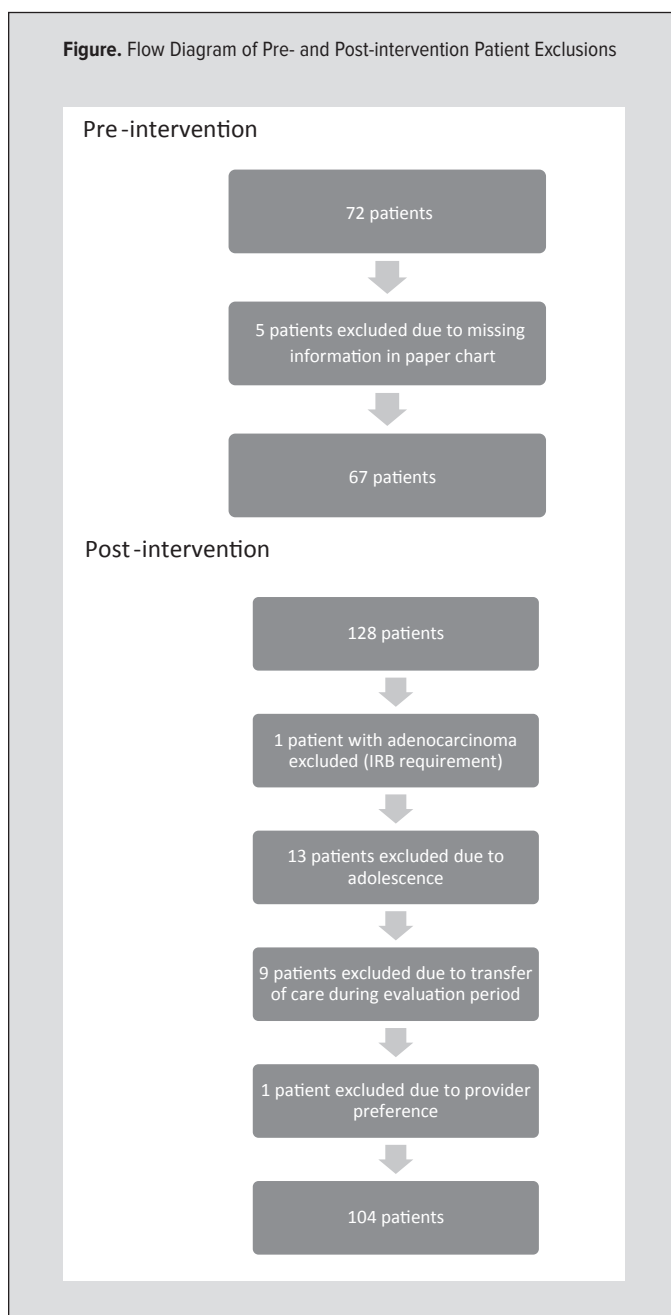 Figure. Flow Diagram of Pre- and Post-intervention Patient Exclusions
Pre-intervention
72 patients
5 patients excluded due to missing
information in paper chart
67 patients
Post-intervention
128 patients
1 patient with adenocarcinoma
excluded (IRB requirement)
13 patients excluded due to
adolescence
9 patients excluded due to transfer
of care during evaluation period
1 patient excluded due to provider
preference
104 patients